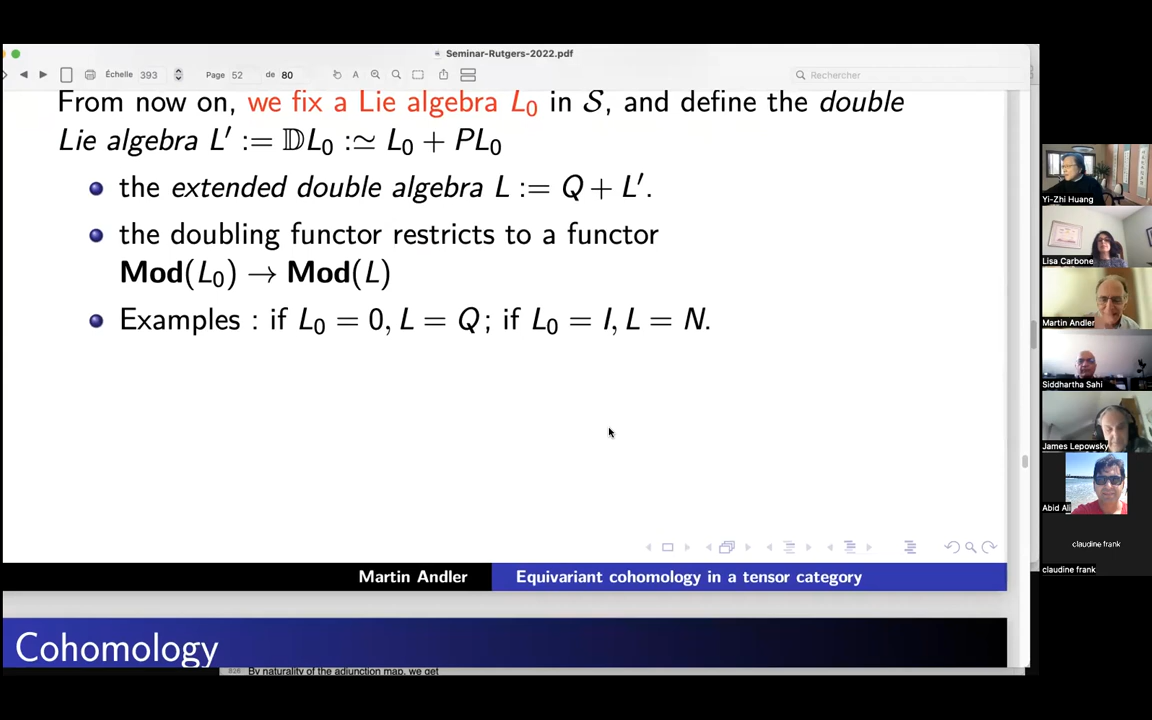 Seminar-Rutgers-2022.pdf
Échelle 393 Page 52 de 80 A Rechercher
From now on, we fix a Lie algebra L₀ in 𝒮, and define the double
Lie algebra L′ := 𝔻L₀ :≃ L₀ + PL₀
the extended double algebra L := Q + L′.
the doubling functor restricts to a functor
Mod(L₀) → Mod(L)
Examples : if L₀ = 0, L = Q; if L₀ = I, L = N.
Martin Andler Equivariant cohomology in a tensor category
Cohomology
By naturality of the adjunction map, we get
Yi-Zhi Huang
Lisa Carbone
Martin Andler
Siddhartha Sahi
James Lepowsky
Abid Ali
claudine frank
claudine frank